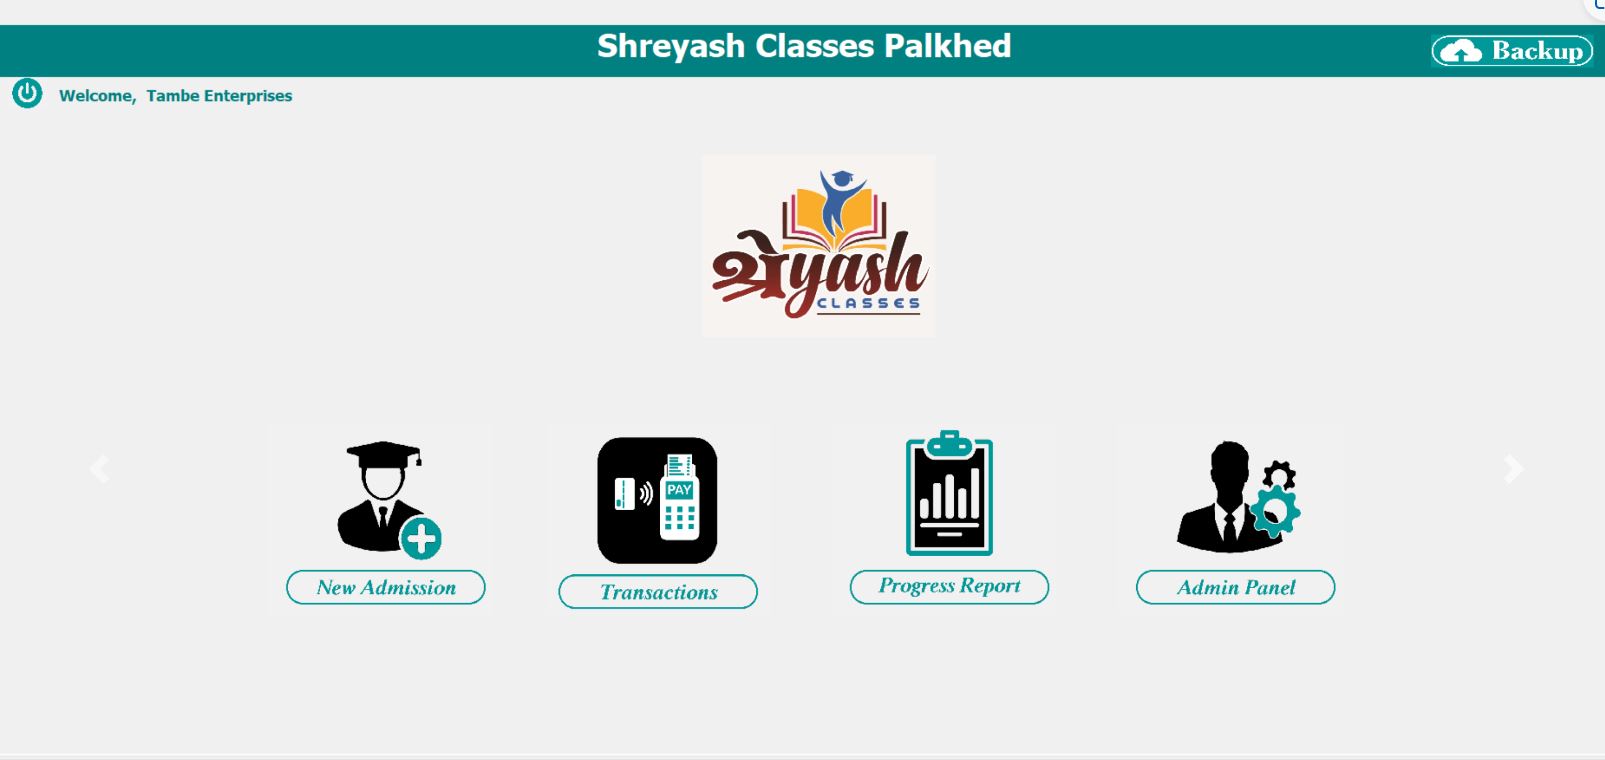 Shreyash Classes Palkhed
Backup
Welcome, Tambe Enterprises
श्रेyash
CLASSES
PAY
New Admission
Transactions
Progress Report
Admin Panel